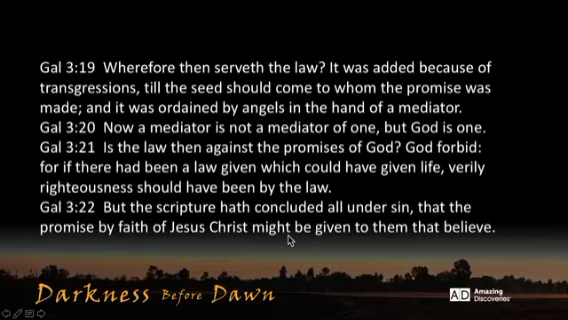 Gal 3:19 Wherefore then serveth the law? It was added because of
transgressions, till the seed should come to whom the promise was
made; and it was ordained by angels in the hand of a mediator.
Gal 3:20 Now a mediator is not a mediator of one, but God is one.
Gal 3:21 Is the law then against the promises of God? God forbid:
for if there had been a law given which could have given life, verily
righteousness should have been by the law.
Gal 3:22 But the scripture hath concluded all under sin, that the
promise by faith of Jesus Christ might be given to them that believe.
Darkness Before Dawn
AD Amazing
Discoveries